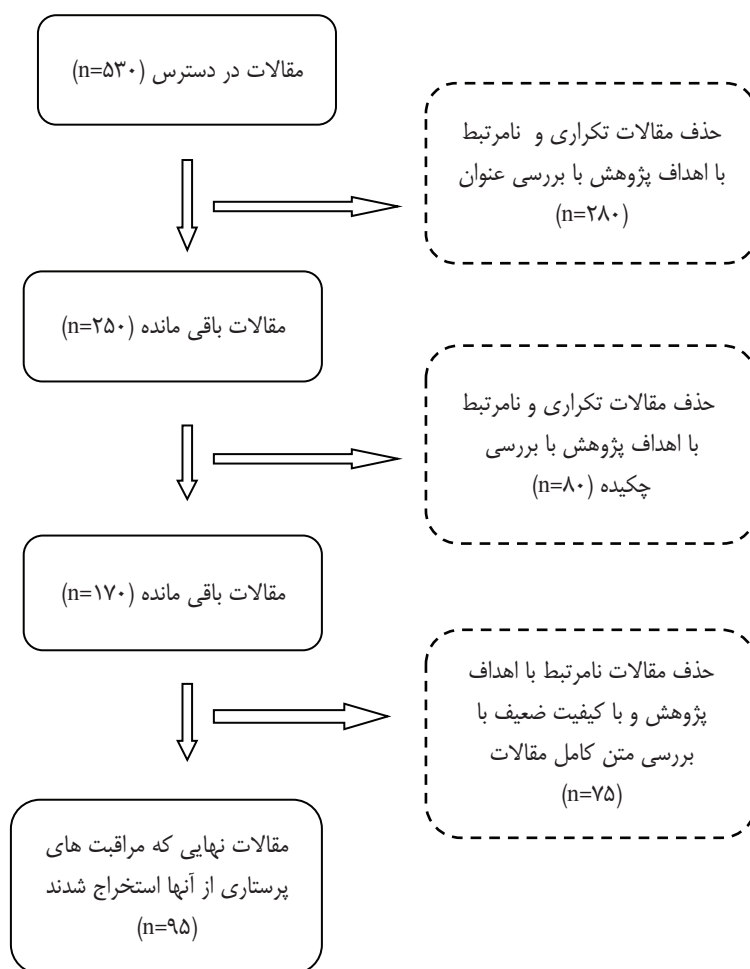 مقالات در دسترس (n=۵۳۰)
حذف مقالات تکراری و نامرتبط
با اهداف پژوهش با بررسی عنوان
(n=۲۸۰)
مقالات باقی مانده (n=۲۵۰)
حذف مقالات تکراری و نامرتبط
با اهداف پژوهش با بررسی
چکیده (n=۸۰)
مقالات باقی مانده (n=۱۷۰)
حذف مقالات نامرتبط با اهداف
پژوهش و با کیفیت ضعیف با
بررسی متن کامل مقالات
(n=۷۵)
مقالات نهایی که مراقبت های
پرستاری از آنها استخراج شدند
(n=۹۵)